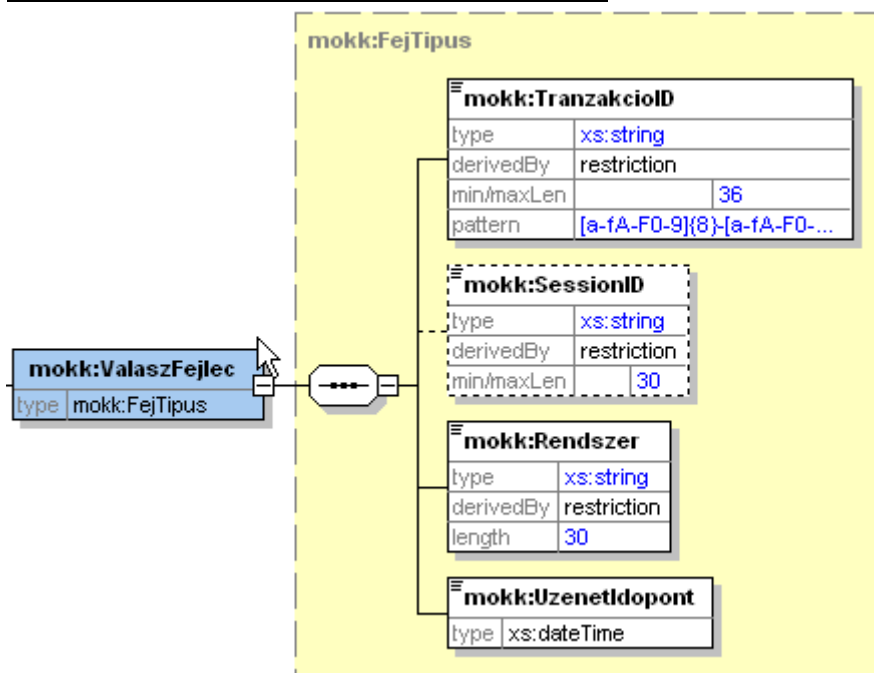 mokk:FejTipus
mokk:TranzakcioID
type xs:string
derivedBy restriction
min/maxLen 36
pattern [a-fA-F0-9]{8}-[a-fA-F0-...
mokk:SessionID
type xs:string
derivedBy restriction
min/maxLen 30
mokk:ValaszFejlec
type mokk:FejTipus
mokk:Rendszer
type xs:string
derivedBy restriction
length 30
mokk:UzenetIdopont
type xs:dateTime